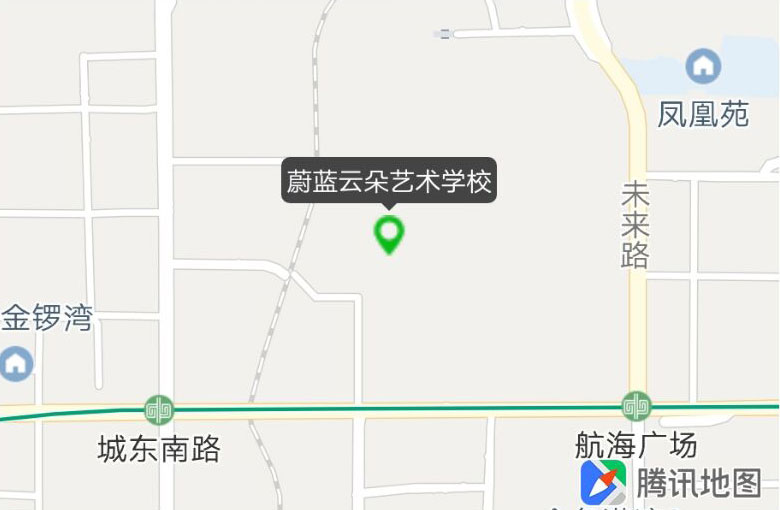 凤凰苑
蔚蓝云朵艺术学校
未来路
金锣湾
城东南路
航海广场
腾讯地图